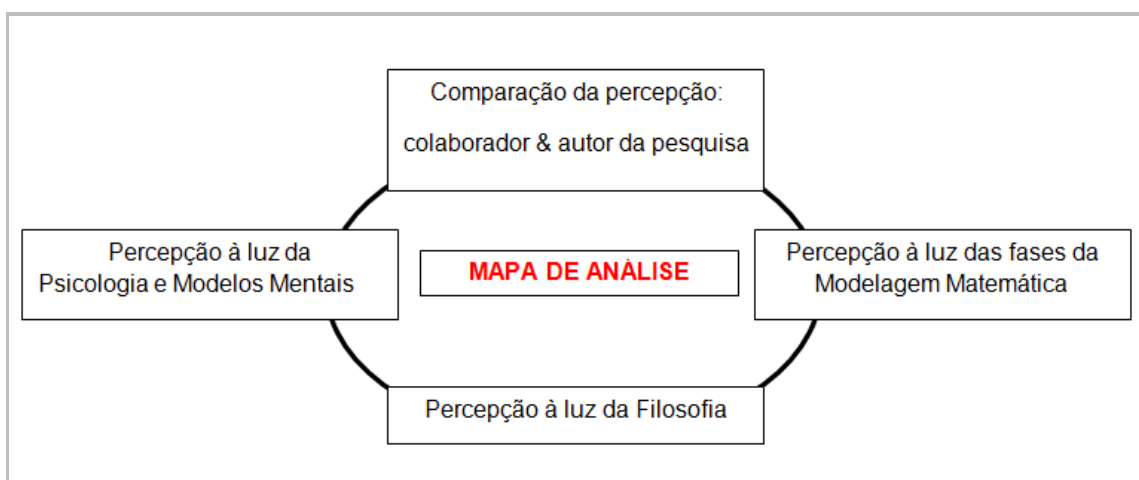 Comparação da percepção:
colaborador & autor da pesquisa
Percepção à luz da
Psicologia e Modelos Mentais
MAPA DE ANÁLISE
Percepção à luz das fases da
Modelagem Matemática
Percepção à luz da Filosofia